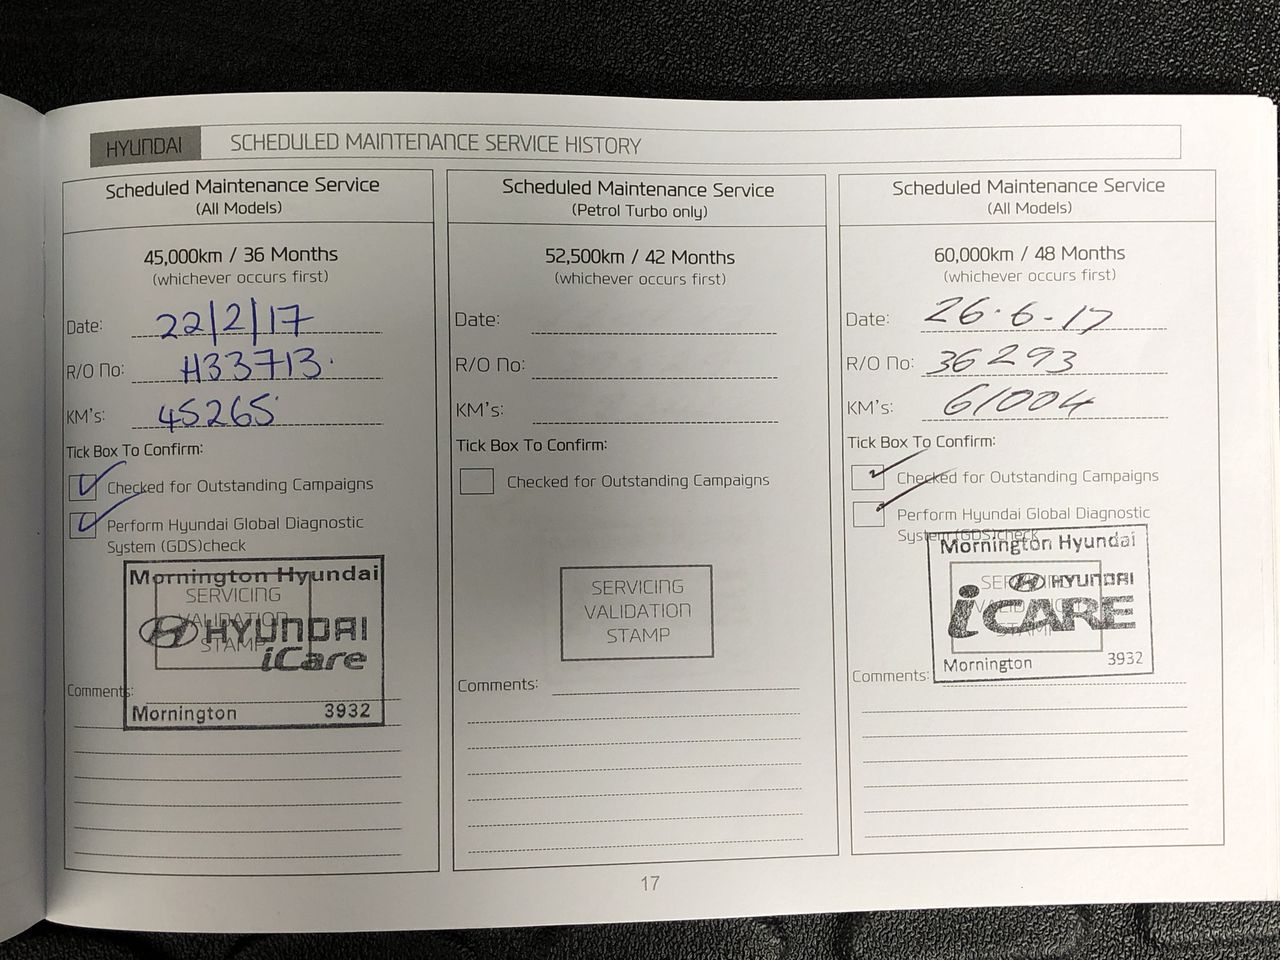 HYUNDAI SCHEDULED MAINTENANCE SERVICE HISTORY
Scheduled Maintenance Service
(All Models)
45,000km / 36 Months
(whichever occurs first)
Date: 22/2/17
R/O No: H33713.
KM's: 45265
Tick Box To Confirm:
Checked for Outstanding Campaigns
Perform Hyundai Global Diagnostic
System (GDS)check
Mornington Hyundai
SERVICING
VALIDATION
STAMP
HYUNDAI
iCare
Comments:
Mornington 3932
Scheduled Maintenance Service
(Petrol Turbo only)
52,500km / 42 Months
(whichever occurs first)
Date:
R/O No:
KM's:
Tick Box To Confirm:
Checked for Outstanding Campaigns
SERVICING
VALIDATION
STAMP
Comments:
Scheduled Maintenance Service
(All Models)
60,000km / 48 Months
(whichever occurs first)
Date: 26.6-17
R/O No: 36293
KM's: 61004
Tick Box To Confirm:
Checked for Outstanding Campaigns
Perform Hyundai Global Diagnostic
System (GDS)check
Mornington Hyundai
HYUNDAI
iCARE
Mornington 3932
Comments:
17